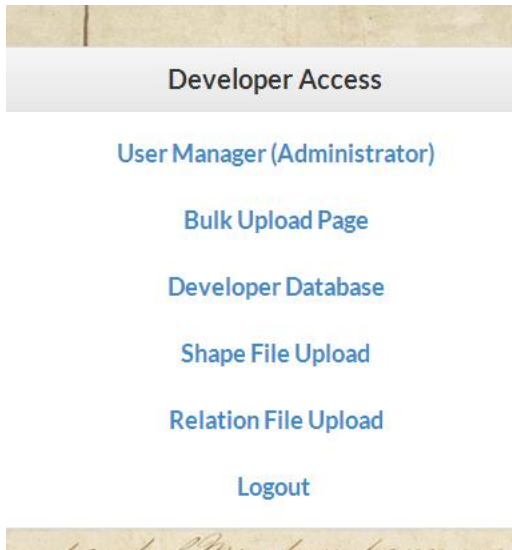 Developer Access
User Manager (Administrator)
Bulk Upload Page
Developer Database
Shape File Upload
Relation File Upload
Logout